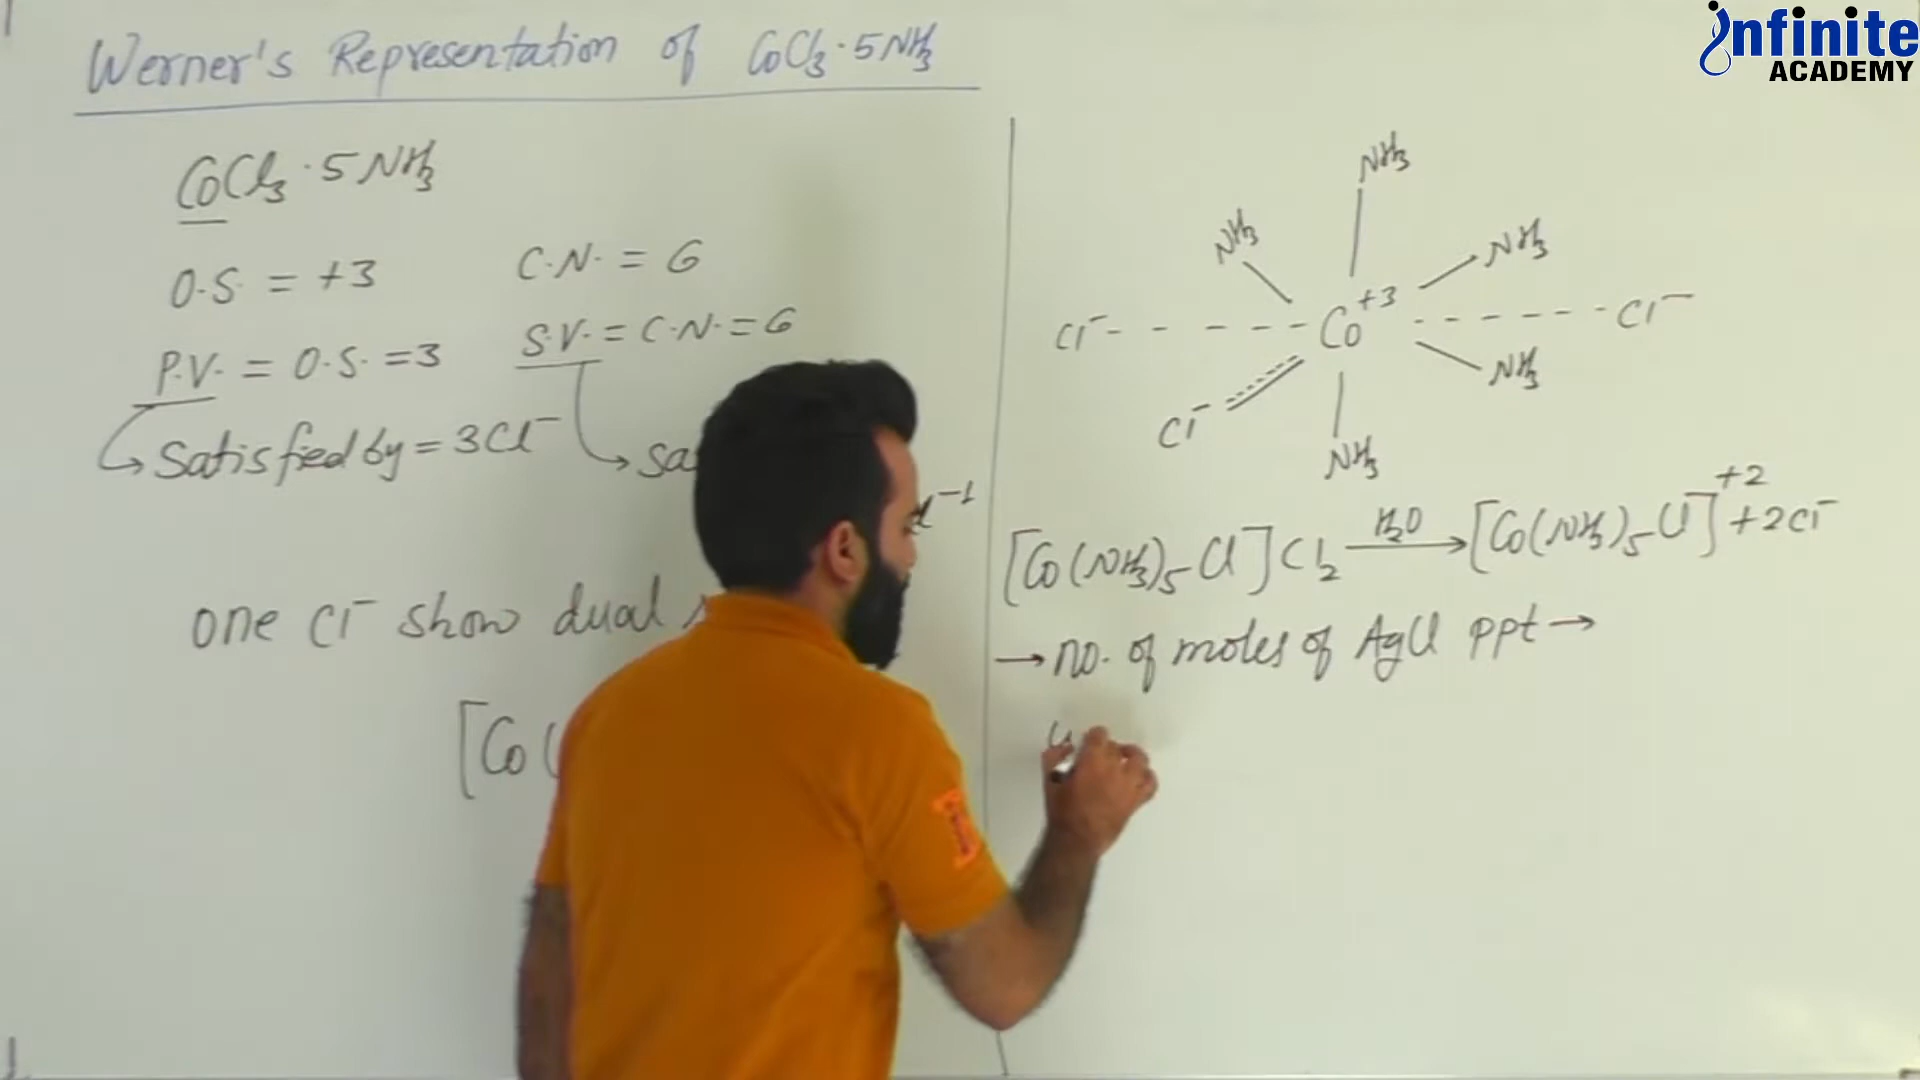 Infinite
ACADEMY
Werner's Representation of CoCl₃·5NH₃
CoCl₃·5NH₃
O.S. = +3
C.N. = 6
P.V. = O.S. = 3
S.V. = C.N. = 6
Satisfied by = 3Cl⁻
one Cl⁻ show dual
[Co(
NH₃
NH₃
NH₃
Cl⁻
Co⁺³
Cl⁻
NH₃
Cl⁻
NH₃
[Co(NH₃)₅Cl]Cl₂ —H₂O→ [Co(NH₃)₅Cl]⁺² + 2Cl⁻
→ no. of moles of AgCl ppt →